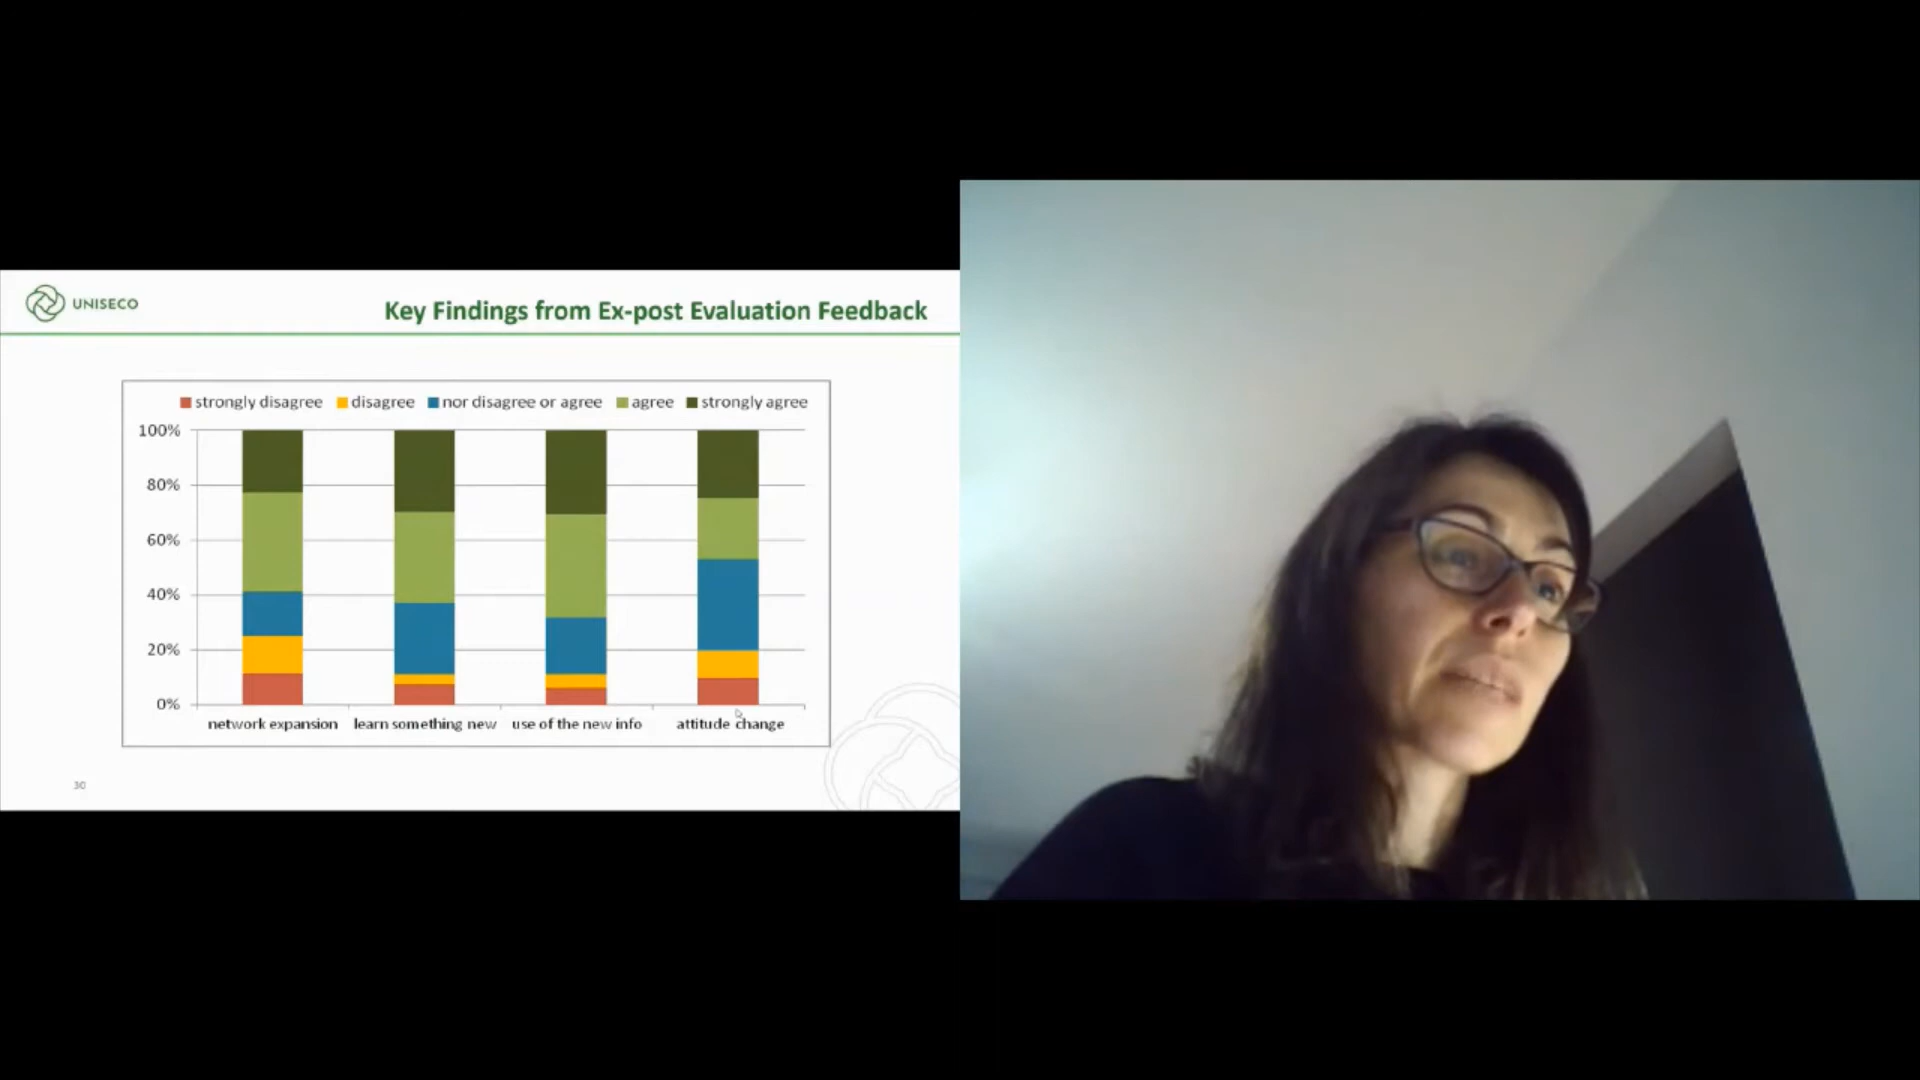 UNISECO
Key Findings from Ex-post Evaluation Feedback
strongly disagree disagree nor disagree or agree agree strongly agree
100%
80%
60%
40%
20%
0%
network expansion learn something new use of the new info attitude change
30